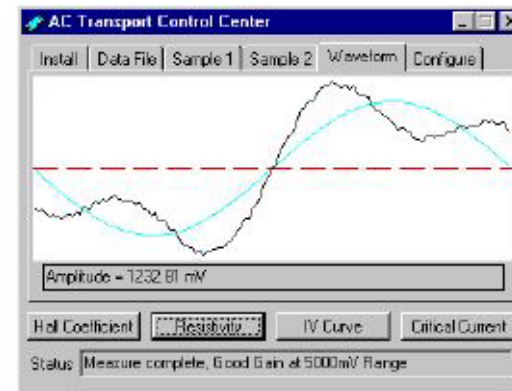 AC Transport Control Center
Install Data File Sample 1 Sample 2 Waveform Configure
Amplitude = 1232.81 mV
Hall Coefficient Resistivity IV Curve Critical Current
Status Measure complete, Good Gain at 5000mV Range